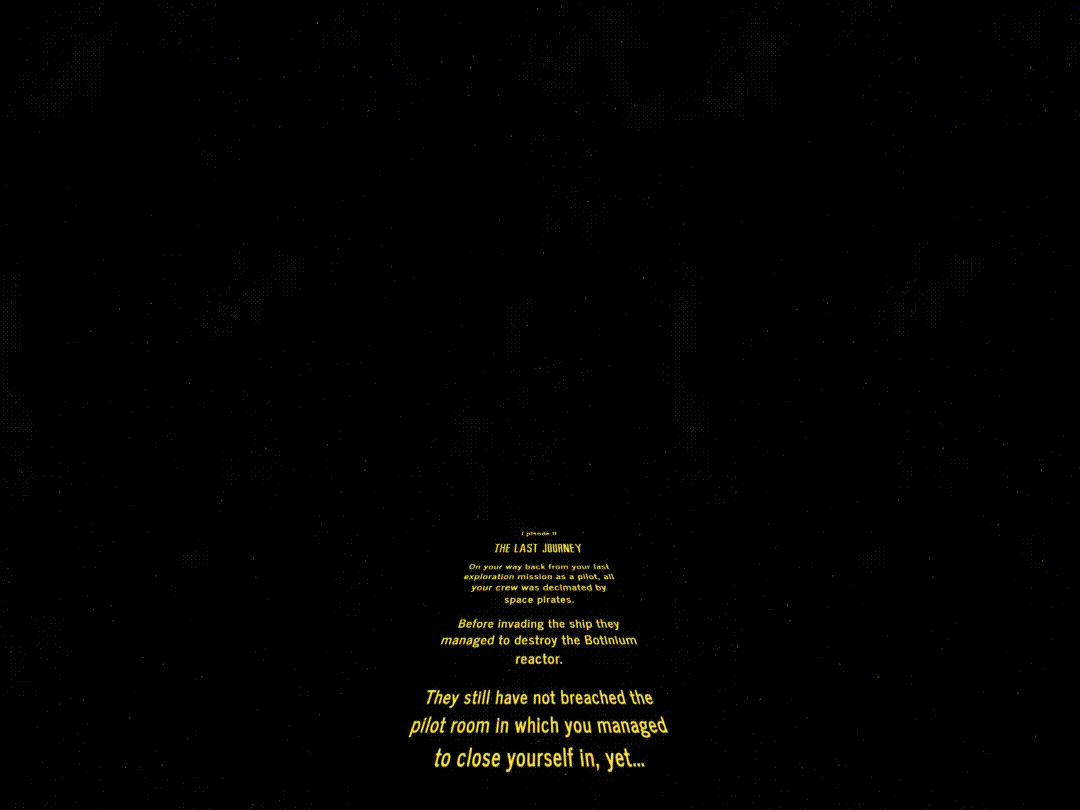 Episode II
THE LAST JOURNEY
On your way back from your last
exploration mission as a pilot, all
your crew was decimated by
space pirates.
Before invading the ship they
managed to destroy the Botinium
reactor.
They still have not breached the
pilot room in which you managed
to close yourself in, yet...